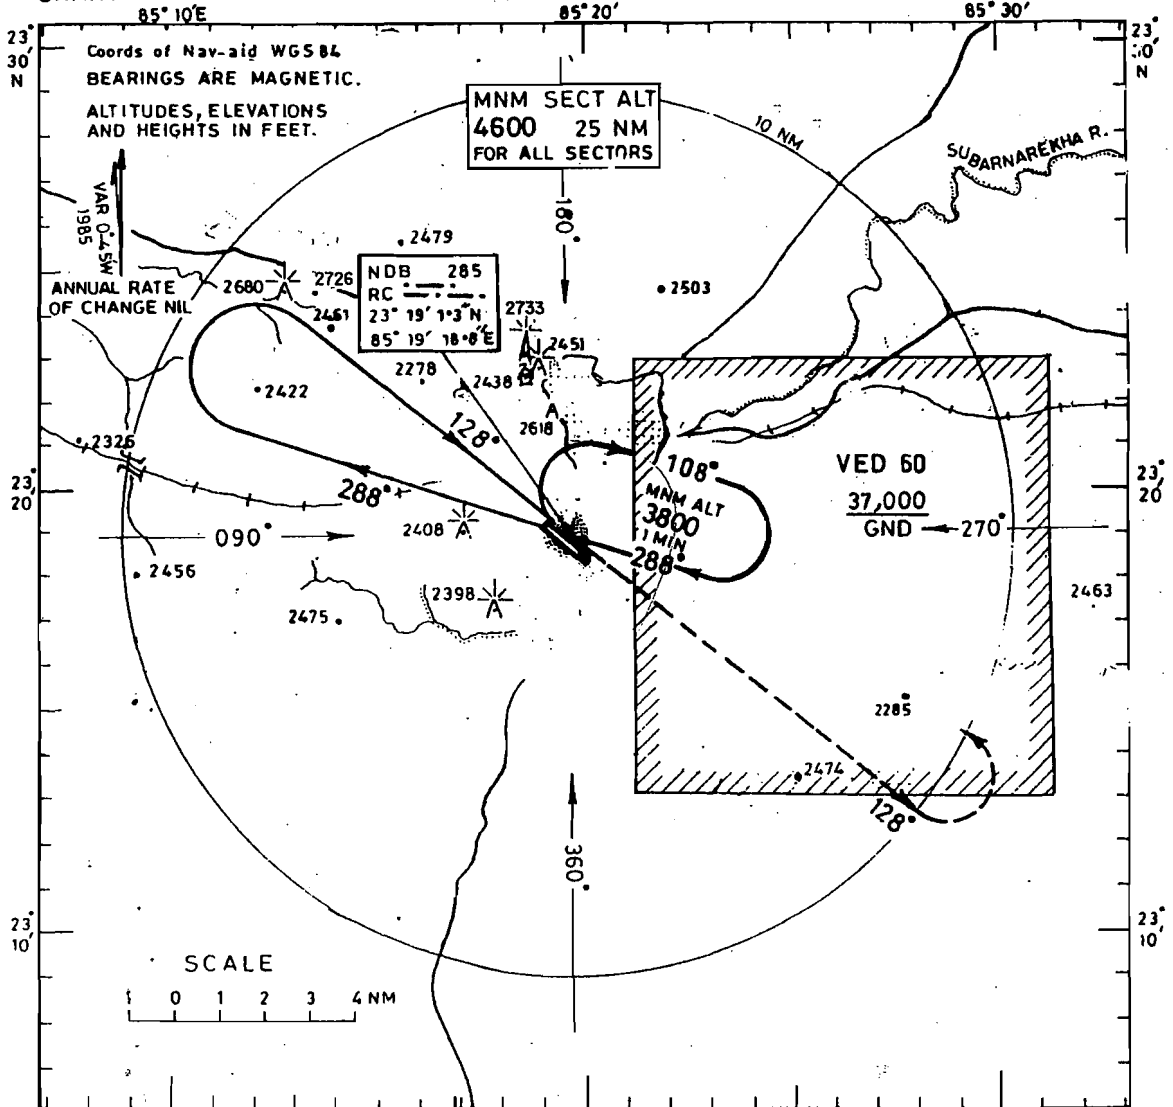 85° 10'E
85° 20'
85° 30'
23°
30'
N
23°
30'
N
Coords of Nav-aid WGS 84
BEARINGS ARE MAGNETIC.
ALTITUDES, ELEVATIONS
AND HEIGHTS IN FEET.
MNM SECT ALT
4600 25 NM
FOR ALL SECTORS
10 NM
SUBARNAREKHA R.
VAR 0°45'W
1985
ANNUAL RATE
OF CHANGE NIL
180°
2479
NDB 285
RC
23° 19' 1·3"N
85° 19' 18·8"E
2680
2726
2461
2733
2503
2451
2278
2438
2422
2618
128°
2326
108°
VED 60
37,000
GND
270°
MNM ALT
3800
1 MIN
288°
23°
20'
23°
20'
288°
2408
090°
2456
2398
2475
2463
2285
2474
128°
360°
23°
10'
23°
10'
SCALE
1 0 1 2 3 4 NM